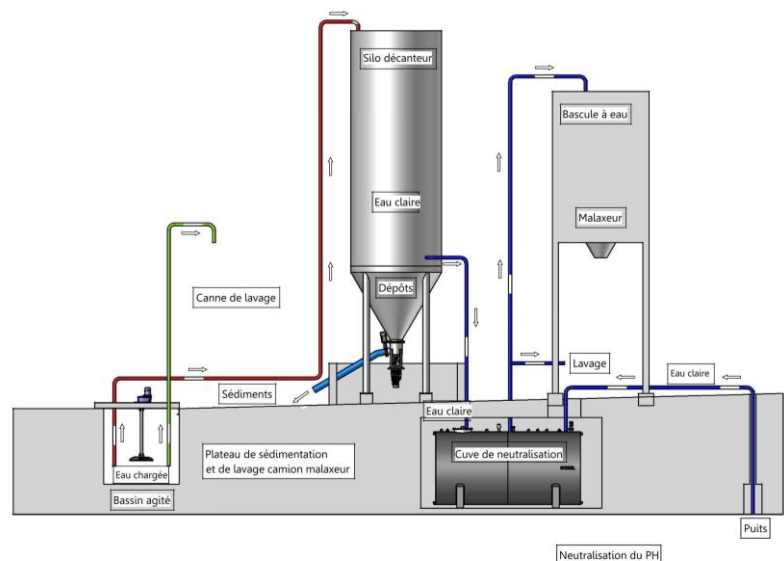 Silo décanteur
Bascule à eau
Eau claire
Malaxeur
Dépôts
Canne de lavage
Lavage
Eau claire
Sédiments
Eau claire
Plateau de sédimentation
et de lavage camion malaxeur
Cuve de neutralisation
Eau chargée
Bassin agité
Puits
Neutralisation du PH